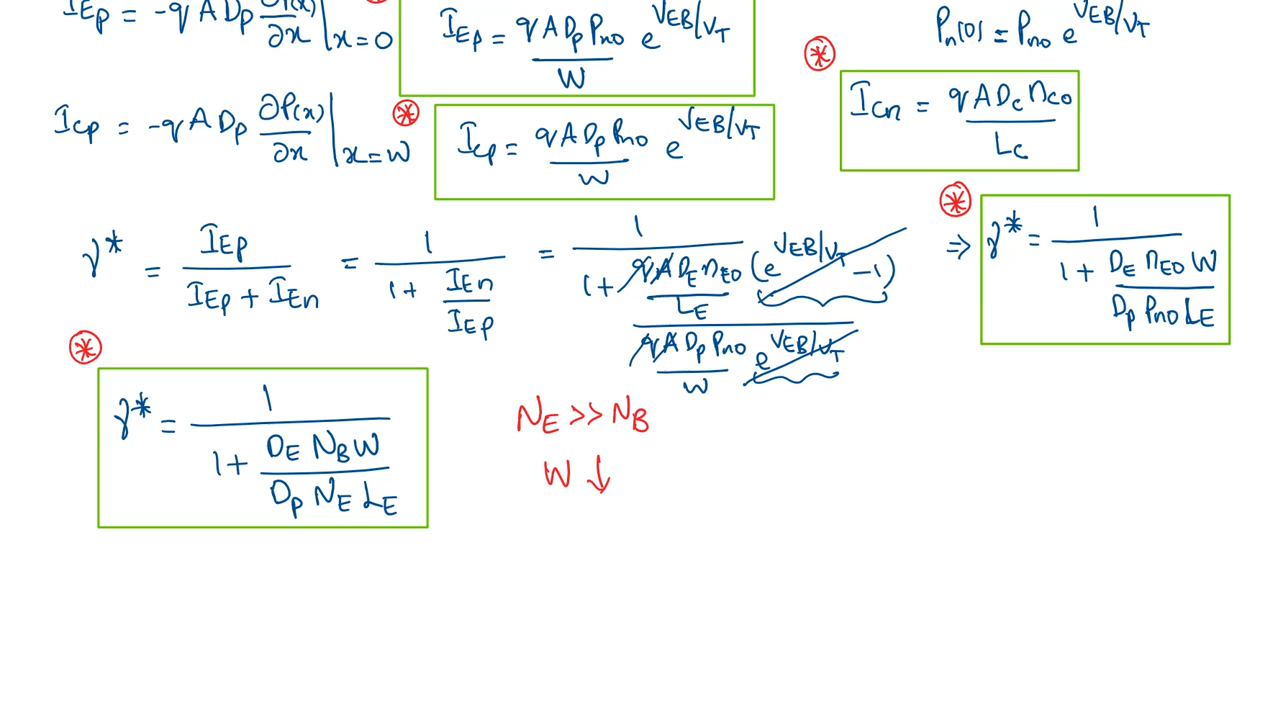 I_Ep = -qAD_p ∂P(x)/∂x |x=0
I_Ep = qAD_p P_no/W e^(V_EB/V_T)
P_n(0) = P_no e^(V_EB/V_T)
I_cp = -qAD_p ∂P(x)/∂x |x=W
I_cp = qAD_p P_no/W e^(V_EB/V_T)
I_cn = qAD_c n_co/L_c
γ* = I_Ep/(I_Ep + I_En) = 1/(1 + I_En/I_Ep) = 1/(1 + (qAD_E n_EO/L_E (e^(V_EB/V_T) - 1))/(qAD_p P_no/W e^(V_EB/V_T))) ⇒ γ* = 1/(1 + D_E n_EO W/(D_p P_no L_E))
γ* = 1/(1 + D_E N_B W/(D_p N_E L_E))
N_E >> N_B
W ↓